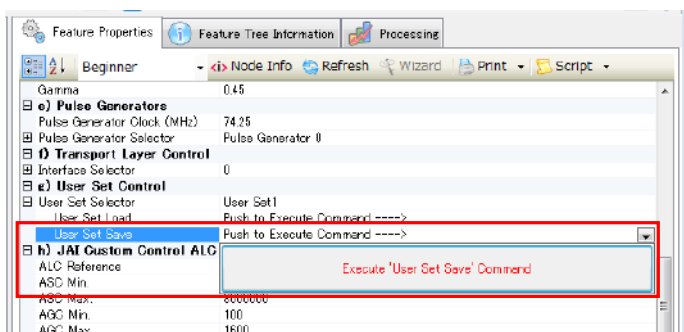 Feature Properties Feature Tree Information Processing
Beginner <i> Node Info Refresh Wizard Print Script
Gamma 0.45
e) Pulse Generators
Pulse Generator Clock (MHz) 74.25
Pulse Generator Selector Pulse Generator 0
f) Transport Layer Control
Interface Selector 0
g) User Set Control
User Set Selector User Set1
User Set Load Push to Execute Command ---->
User Set Save Push to Execute Command ---->
h) JAI Custom Control ALC
ALC Reference
Execute 'User Set Save' Command
ASC Min.
ASC Max. 8000000
AGC Min. 100
AGC Max. 1600